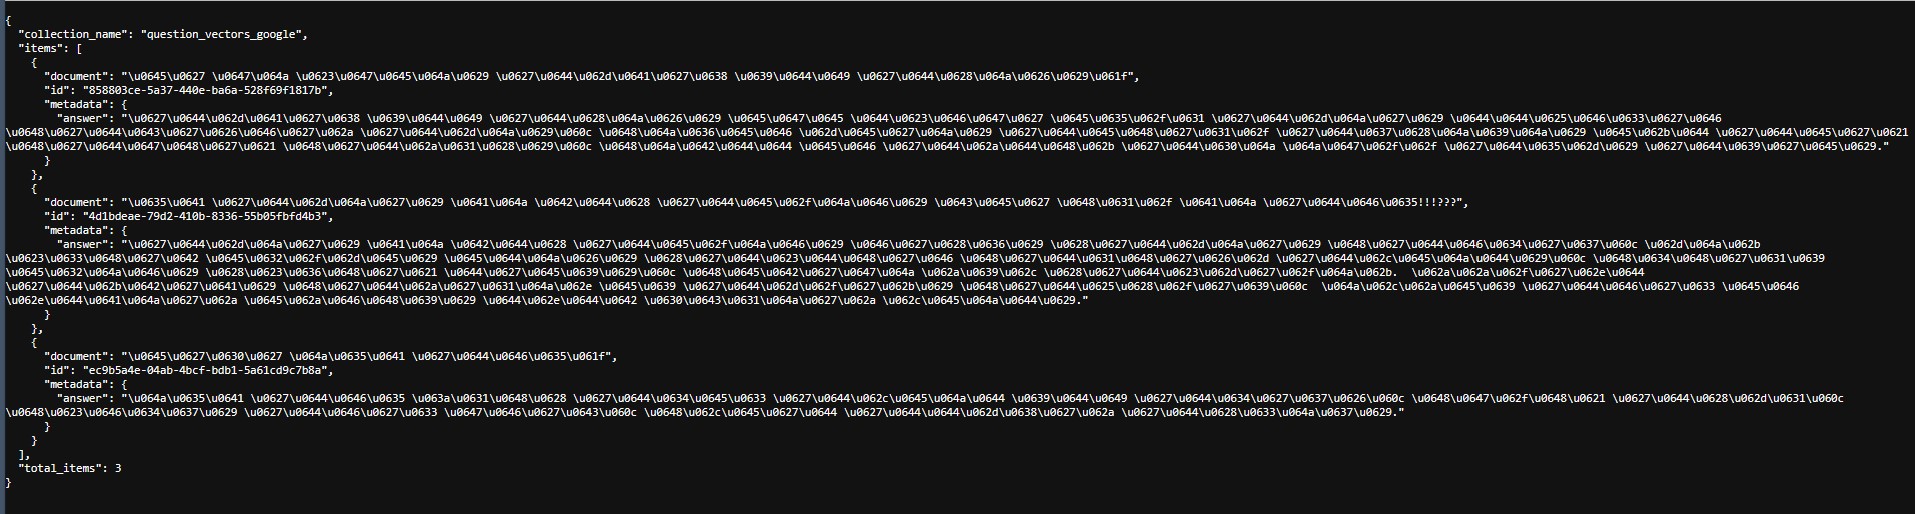 {
"collection_name": "question_vectors_google",
"items": [
{
"document": "\u0645\u0627 \u0647\u064a \u0623\u0647\u0645\u064a\u0629 \u0627\u0644\u062d\u0641\u0627\u0638 \u0639\u0644\u0649 \u0627\u0644\u0628\u064a\u0626\u0629\u061f",
"id": "858803ce-5a37-440e-ba6a-528f69f1817b",
"metadata": {
"answer": "\u0627\u0644\u062d\u0641\u0627\u0638 \u0639\u0644\u0649 \u0627\u0644\u0628\u064a\u0626\u0629 \u0645\u0647\u0645 \u0644\u0623\u0646\u0647\u0627 \u0645\u0635\u062f\u0631 \u0627\u0644\u062d\u064a\u0627\u0629 \u0644\u0644\u0625\u0646\u0633\u0627\u0646
\u0648\u0627\u0644\u0643\u0627\u0626\u0646\u0627\u062a \u0627\u0644\u062d\u064a\u0629\u060c \u0648\u064a\u0636\u0645\u0646 \u062d\u0645\u0627\u064a\u0629 \u0627\u0644\u0645\u0648\u0627\u0631\u062f \u0627\u0644\u0637\u0628\u064a\u0639\u064a\u0629 \u0645\u062b\u0644 \u0627\u0644\u0645\u0627\u0621
\u0648\u0627\u0644\u0647\u0648\u0627\u0621 \u0648\u0627\u0644\u062a\u0631\u0628\u0629\u060c \u0648\u064a\u0642\u0644\u0644 \u0645\u0646 \u0627\u0644\u062a\u0644\u0648\u062b \u0627\u0644\u0630\u064a \u064a\u0647\u062f\u062f \u0627\u0644\u0635\u062d\u0629 \u0627\u0644\u0639\u0627\u0645\u0629."
}
},
{
"document": "\u0635\u0641 \u0627\u0644\u062d\u064a\u0627\u0629 \u0641\u064a \u0642\u0644\u0628 \u0627\u0644\u0645\u062f\u064a\u0646\u0629 \u0643\u0645\u0627 \u0648\u0631\u062f \u0641\u064a \u0627\u0644\u0646\u0635!!!???",
"id": "4d1bdeae-79d2-410b-8336-55b05fbfd4b3",
"metadata": {
"answer": "\u0627\u0644\u062d\u064a\u0627\u0629 \u0641\u064a \u0642\u0644\u0628 \u0627\u0644\u0645\u062f\u064a\u0646\u0629 \u0646\u0627\u0628\u0636\u0629 \u0628\u0627\u0644\u062d\u064a\u0627\u0629 \u0648\u0627\u0644\u0646\u0634\u0627\u0637\u060c \u062d\u064a\u062b
\u0623\u0633\u0648\u0627\u0642 \u0645\u0632\u062f\u062d\u0645\u0629 \u0645\u0644\u064a\u0626\u0629 \u0628\u0627\u0644\u0623\u0644\u0648\u0627\u0646 \u0648\u0627\u0644\u0631\u0648\u0627\u0626\u062d \u0627\u0644\u062c\u0645\u064a\u0644\u0629\u060c \u0648\u0634\u0648\u0627\u0631\u0639
\u0645\u0632\u064a\u0646\u0629 \u0628\u0623\u0636\u0648\u0627\u0621 \u0644\u0627\u0645\u0639\u0629\u060c \u0648\u0645\u0642\u0627\u0647\u064a \u062a\u0639\u062c \u0628\u0627\u0644\u0623\u062d\u0627\u062f\u064a\u062b.  \u062a\u062a\u062f\u0627\u062e\u0644
\u0627\u0644\u062b\u0642\u0627\u0641\u0629 \u0648\u0627\u0644\u062a\u0627\u0631\u064a\u062e \u0645\u0639 \u0627\u0644\u062d\u062f\u0627\u062b\u0629 \u0648\u0627\u0644\u0625\u0628\u062f\u0627\u0639\u060c  \u064a\u062c\u062a\u0645\u0639 \u0627\u0644\u0646\u0627\u0633 \u0645\u0646
\u062e\u0644\u0641\u064a\u0627\u062a \u0645\u062a\u0646\u0648\u0639\u0629 \u0644\u062e\u0644\u0642 \u0630\u0643\u0631\u064a\u0627\u062a \u062c\u0645\u064a\u0644\u0629."
}
},
{
"document": "\u0645\u0627\u0630\u0627 \u064a\u0635\u0641 \u0627\u0644\u0646\u0635\u061f",
"id": "ec9b5a4e-04ab-4bcf-bdb1-5a61cd9c7b8a",
"metadata": {
"answer": "\u064a\u0635\u0641 \u0627\u0644\u0646\u0635 \u063a\u0631\u0648\u0628 \u0627\u0644\u0634\u0645\u0633 \u0627\u0644\u062c\u0645\u064a\u0644 \u0639\u0644\u0649 \u0627\u0644\u0634\u0627\u0637\u0626\u060c \u0648\u0647\u062f\u0648\u0621 \u0627\u0644\u0628\u062d\u0631\u060c
\u0648\u0623\u0646\u0634\u0637\u0629 \u0627\u0644\u0646\u0627\u0633 \u0647\u0646\u0627\u0643\u060c \u0648\u062c\u0645\u0627\u0644 \u0627\u0644\u0644\u062d\u0638\u0627\u062a \u0627\u0644\u0628\u0633\u064a\u0637\u0629."
}
}
],
"total_items": 3
}